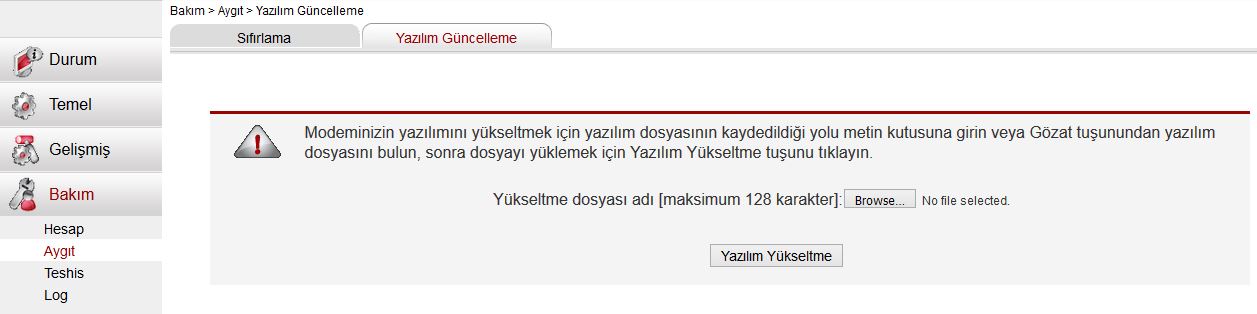 Bakım > Aygıt > Yazılım Güncelleme
Sıfırlama
Yazılım Güncelleme
Durum
Temel
Gelişmiş
Bakım
Hesap
Aygıt
Teshis
Log
Modeminizin yazılımını yükseltmek için yazılım dosyasının kaydedildiği yolu metin kutusuna girin veya Gözat tuşunundan yazılım
dosyasını bulun, sonra dosyayı yüklemek için Yazılım Yükseltme tuşunu tıklayın.
Yükseltme dosyası adı [maksimum 128 karakter]: Browse... No file selected.
Yazılım Yükseltme